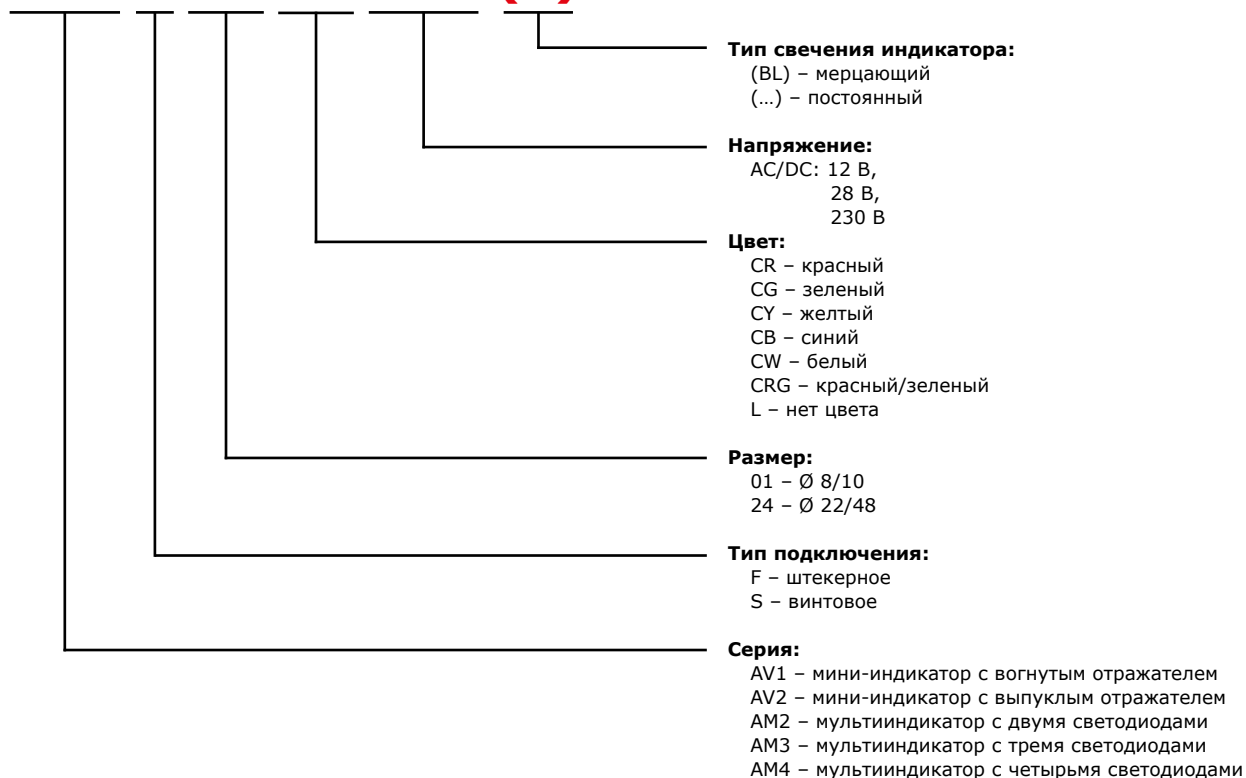 Тип свечения индикатора:
(BL) – мерцающий
(…) – постоянный
Напряжение:
AC/DC: 12 В,
28 В,
230 В
Цвет:
CR – красный
CG – зеленый
CY – желтый
CB – синий
CW – белый
CRG – красный/зеленый
L – нет цвета
Размер:
01 – Ø 8/10
24 – Ø 22/48
Тип подключения:
F – штекерное
S – винтовое
Серия:
AV1 – мини-индикатор с вогнутым отражателем
AV2 – мини-индикатор с выпуклым отражателем
AM2 – мультииндикатор с двумя светодиодами
AM3 – мультииндикатор с тремя светодиодами
AM4 – мультииндикатор с четырьмя светодиодами